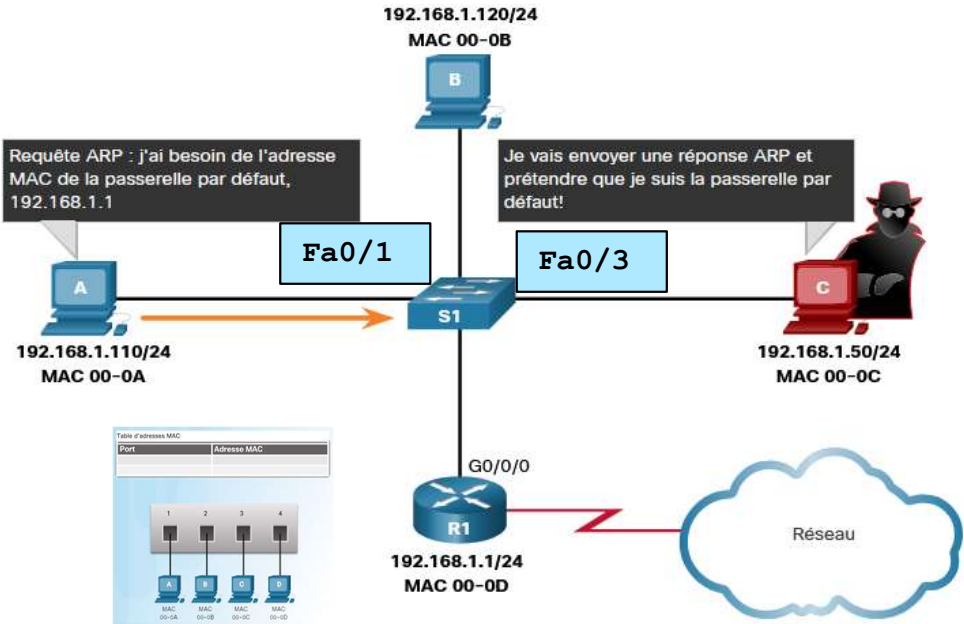 192.168.1.120/24
MAC 00-0B
B
Requête ARP : j'ai besoin de l'adresse
MAC de la passerelle par défaut,
192.168.1.1
Je vais envoyer une réponse ARP et
prétendre que je suis la passerelle par
défaut!
Fa0/1
Fa0/3
A
S1
C
192.168.1.110/24
MAC 00-0A
192.168.1.50/24
MAC 00-0C
Table d'adresses MAC
Port Adresse MAC
1 2 3 4
A B C D
MAC MAC MAC MAC
00-0A 00-0B 00-0C 00-0D
G0/0/0
R1
192.168.1.1/24
MAC 00-0D
Réseau